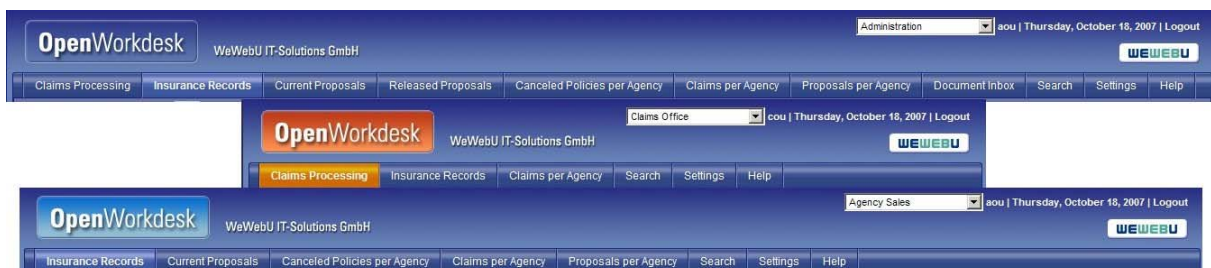 Administration aou | Thursday, October 18, 2007 | Logout
OpenWorkdesk WeWebU IT-Solutions GmbH WEWEBU
Claims Processing Insurance Records Current Proposals Released Proposals Canceled Policies per Agency Claims per Agency Proposals per Agency Document Inbox Search Settings Help
Claims Office cou | Thursday, October 18, 2007 | Logout
OpenWorkdesk WeWebU IT-Solutions GmbH WEWEBU
Claims Processing Insurance Records Claims per Agency Search Settings Help
Agency Sales aou | Thursday, October 18, 2007 | Logout
OpenWorkdesk WeWebU IT-Solutions GmbH WEWEBU
Insurance Records Current Proposals Canceled Policies per Agency Claims per Agency Proposals per Agency Search Settings Help